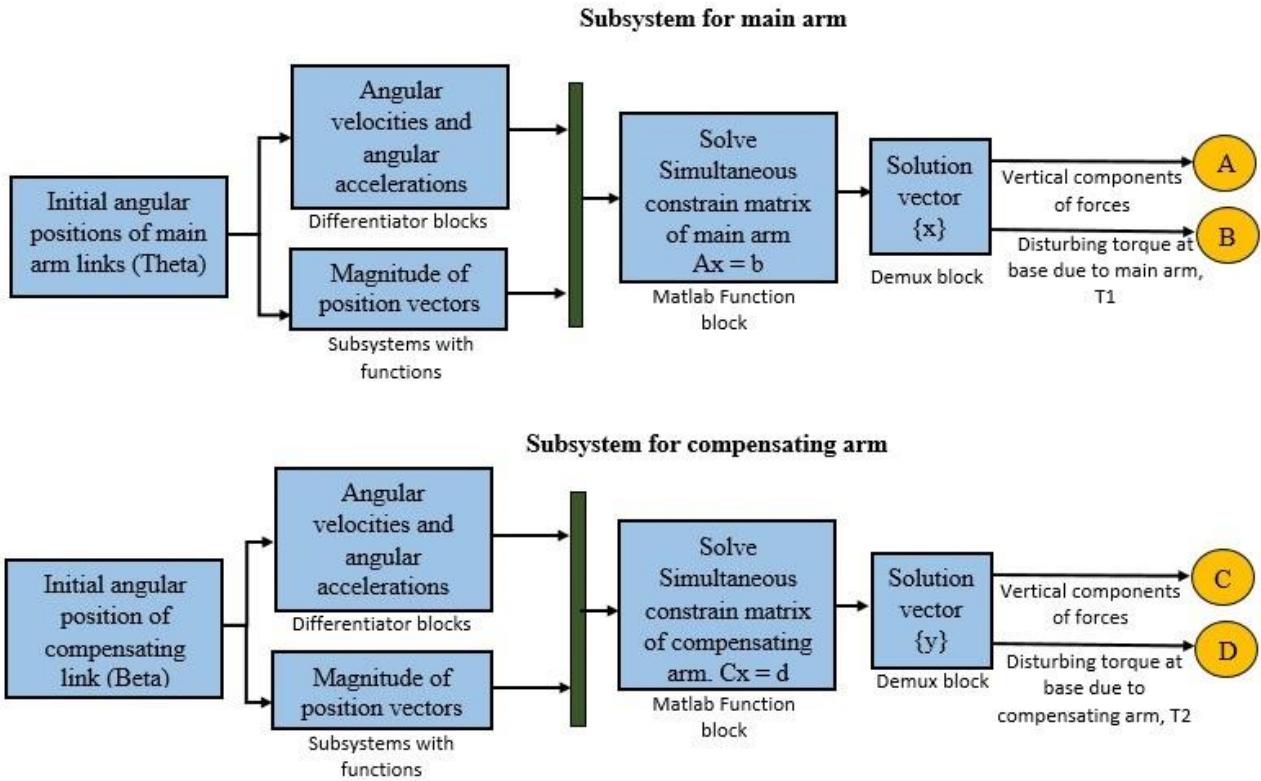 Subsystem for main arm
Initial angular
positions of main
arm links (Theta)
Angular
velocities and
angular
accelerations
Differentiator blocks
Magnitude of
position vectors
Subsystems with
functions
Solve
Simultaneous
constrain matrix
of main arm
Ax = b
Matlab Function
block
Solution
vector
{x}
Demux block
A
Vertical components
of forces
B
Disturbing torque at
base due to main arm,
T1
Subsystem for compensating arm
Initial angular
position of
compensating
link (Beta)
Angular
velocities and
angular
accelerations
Differentiator blocks
Magnitude of
position vectors
Subsystems with
functions
Solve
Simultaneous
constrain matrix
of compensating
arm. Cx = d
Matlab Function
block
Solution
vector
{y}
Demux block
C
Vertical components
of forces
D
Disturbing torque at
base due to
compensating arm, T2